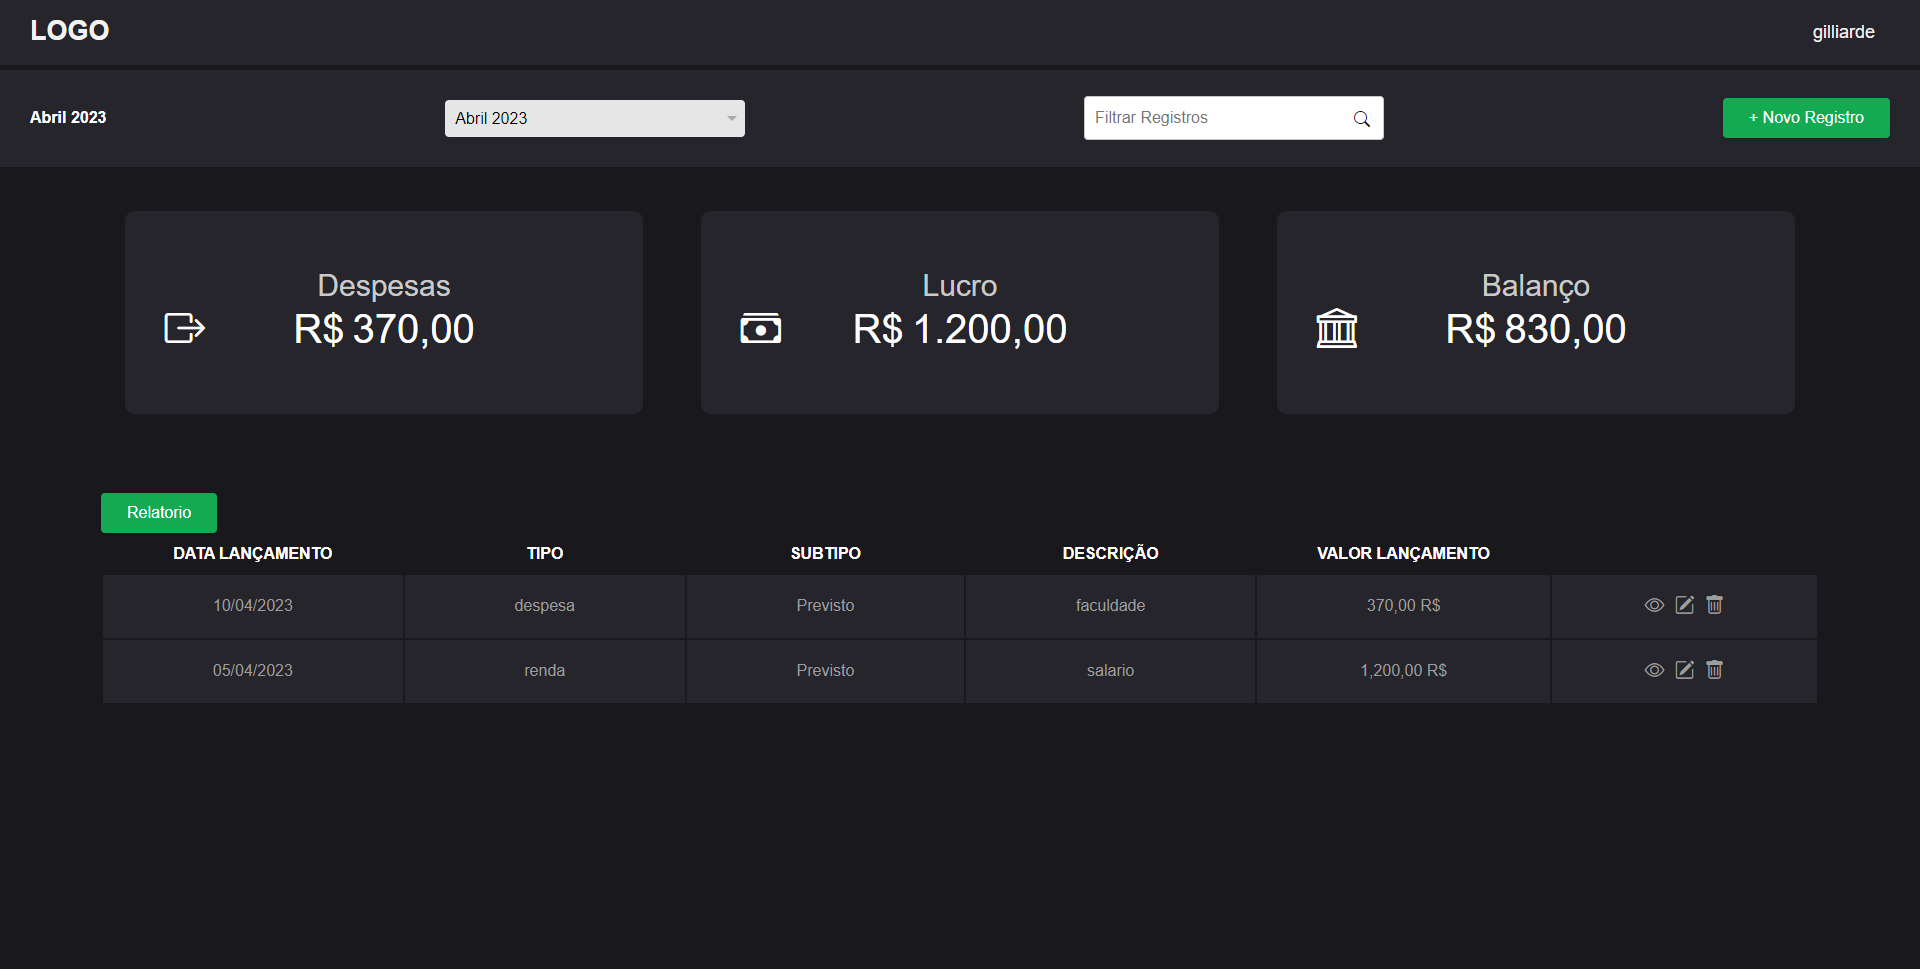 LOGO
gilliarde
Abril 2023
Abril 2023
Filtrar Registros
+ Novo Registro
Despesas
R$ 370,00
Lucro
R$ 1.200,00
Balanço
R$ 830,00
Relatorio
DATA LANÇAMENTO TIPO SUBTIPO DESCRIÇÃO VALOR LANÇAMENTO
10/04/2023 despesa Previsto faculdade 370,00 R$
05/04/2023 renda Previsto salario 1,200,00 R$